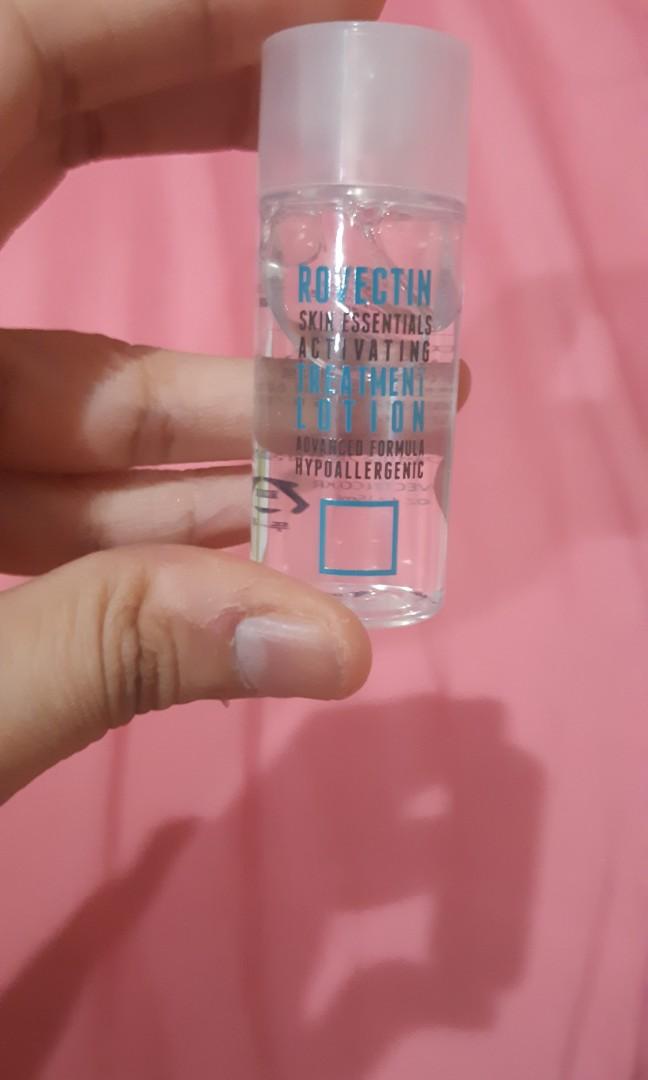 ROVECTIN
SKIN ESSENTIALS
ACTIVATING
TREATMENT
LOTION
ADVANCED FORMULA
HYPOALLERGENIC